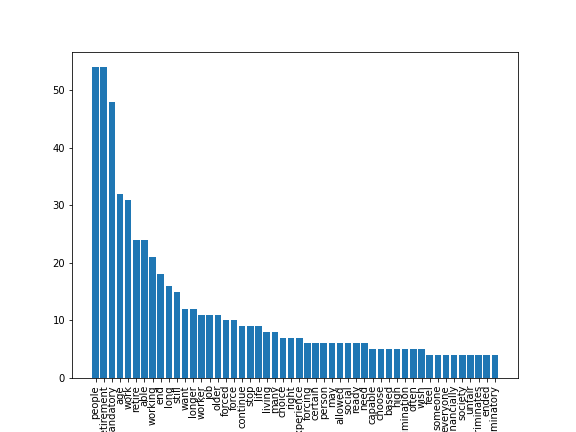 50
40
30
20
10
0
people
etirement
andatory
age
work
retire
able
working
end
long
still
want
longer
worker
job
older
forced
force
continue
stop
life
living
many
choice
right
perience
forcing
certain
person
may
allowed
social
ready
need
capable
choose
based
high
mination
often
wish
feel
someone
everyone
nancially
society
unfair
rminates
ended
minatory